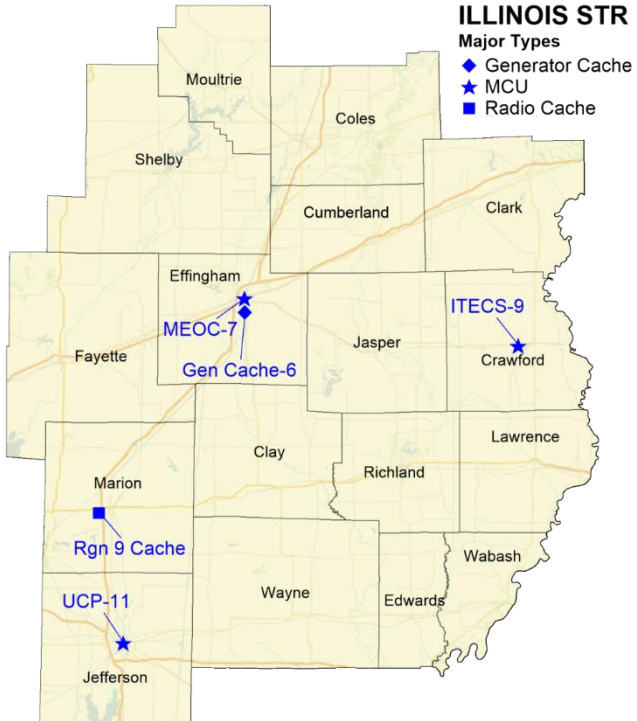 ILLINOIS STR
Major Types
Generator Cache
MCU
Radio Cache
Moultrie
Coles
Shelby
Cumberland
Clark
Effingham
MEOC-7
Gen Cache-6
ITECS-9
Fayette
Jasper
Crawford
Lawrence
Clay
Richland
Marion
Rgn 9 Cache
Wabash
Wayne
Edwards
UCP-11
Jefferson